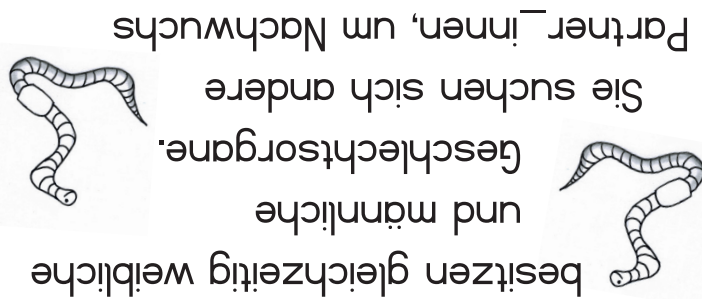 besitzen gleichzeitig weibliche
und männliche
Geschlechtsorgane.
Sie suchen sich andere
Partner_innen, um Nachwuchs